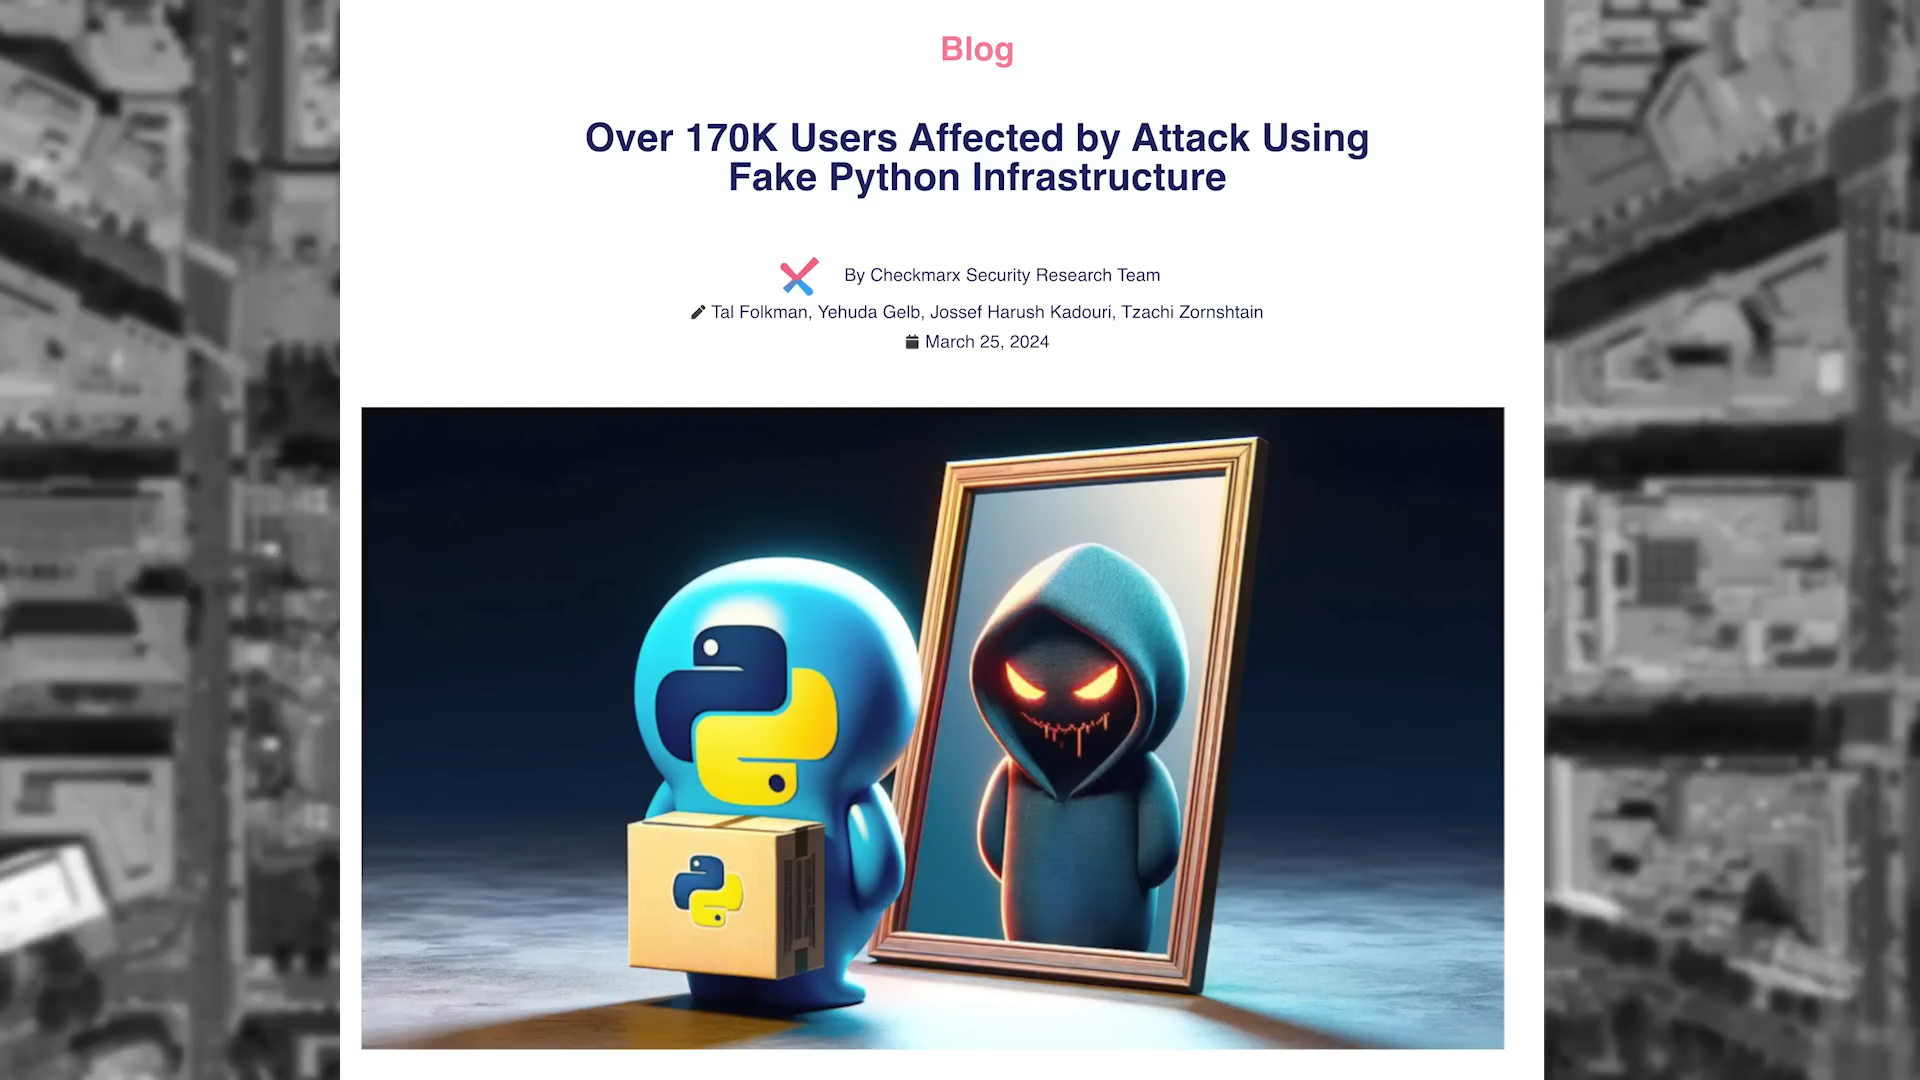 Blog
Over 170K Users Affected by Attack Using
Fake Python Infrastructure
By Checkmarx Security Research Team
Tal Folkman, Yehuda Gelb, Jossef Harush Kadouri, Tzachi Zornshtain
March 25, 2024